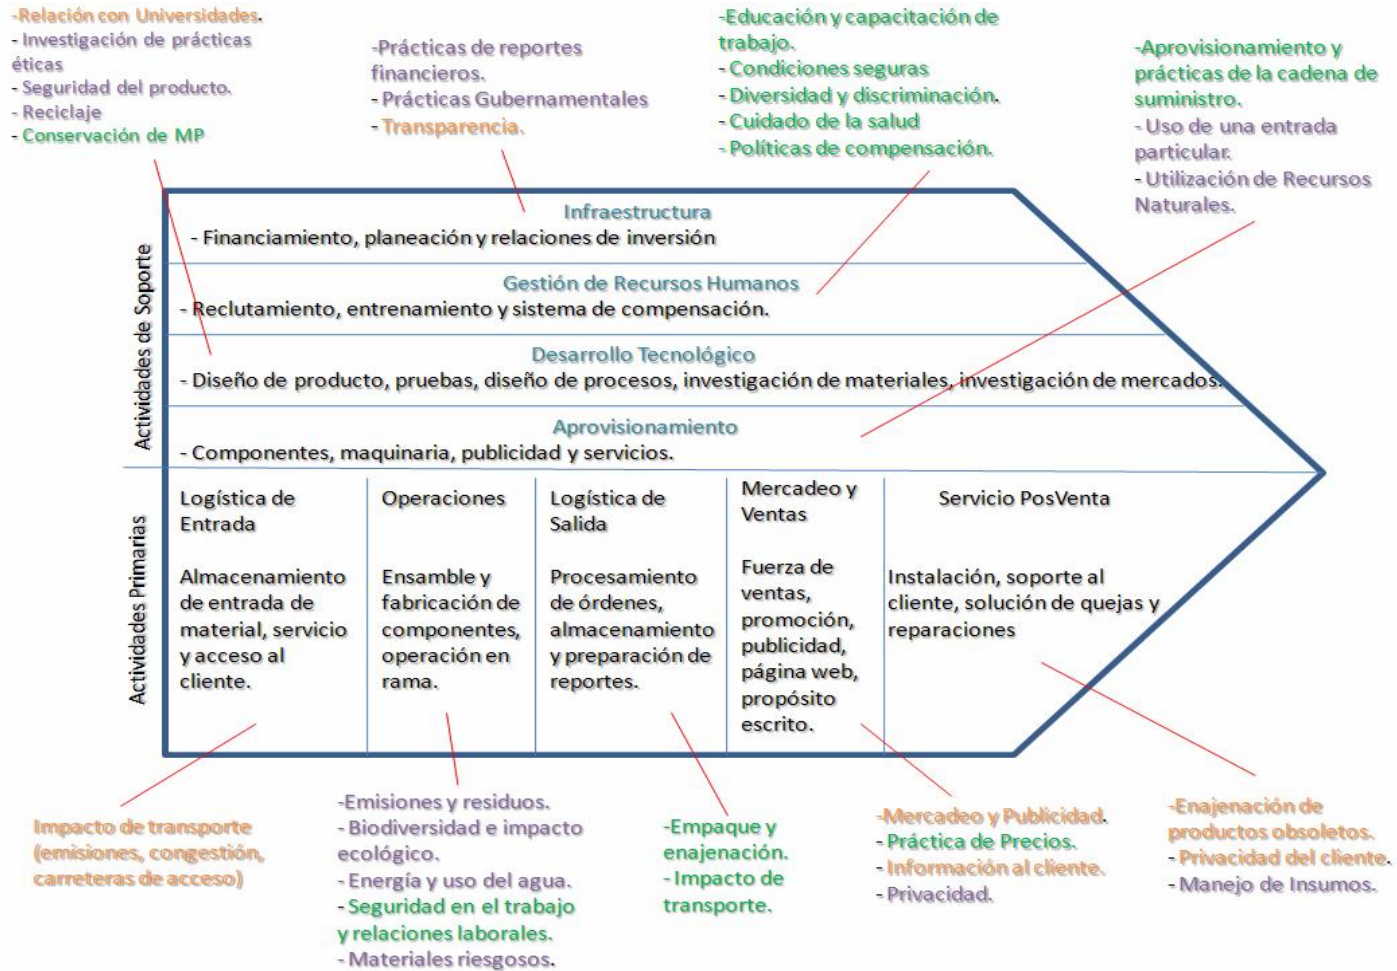 -Relación con Universidades.
- Investigación de prácticas
éticas
- Seguridad del producto.
- Reciclaje
- Conservación de MP
-Prácticas de reportes
financieros.
- Prácticas Gubernamentales
- Transparencia.
-Educación y capacitación de
trabajo.
- Condiciones seguras
- Diversidad y discriminación.
- Cuidado de la salud
- Políticas de compensación.
-Aprovisionamiento y
prácticas de la cadena de
suministro.
- Uso de una entrada
particular.
- Utilización de Recursos
Naturales.
Actividades de Soporte
Infraestructura
- Financiamiento, planeación y relaciones de inversión
Gestión de Recursos Humanos
- Reclutamiento, entrenamiento y sistema de compensación.
Desarrollo Tecnológico
- Diseño de producto, pruebas, diseño de procesos, investigación de materiales, investigación de mercados.
Aprovisionamiento
- Componentes, maquinaria, publicidad y servicios.
Actividades Primarias
Logística de
Entrada
Almacenamiento
de entrada de
material, servicio
y acceso al
cliente.
Operaciones
Ensamble y
fabricación de
componentes,
operación en
rama.
Logística de
Salida
Procesamiento
de órdenes,
almacenamiento
y preparación de
reportes.
Mercadeo y
Ventas
Fuerza de
ventas,
promoción,
publicidad,
página web,
propósito
escrito.
Servicio PosVenta
Instalación, soporte al
cliente, solución de quejas y
reparaciones
Impacto de transporte
(emisiones, congestión,
carreteras de acceso)
-Emisiones y residuos.
- Biodiversidad e impacto
ecológico.
- Energía y uso del agua.
- Seguridad en el trabajo
y relaciones laborales.
- Materiales riesgosos.
-Empaque y
enajenación.
- Impacto de
transporte.
-Mercadeo y Publicidad.
- Práctica de Precios.
- Información al cliente.
- Privacidad.
-Enajenación de
productos obsoletos.
- Privacidad del cliente.
- Manejo de Insumos.